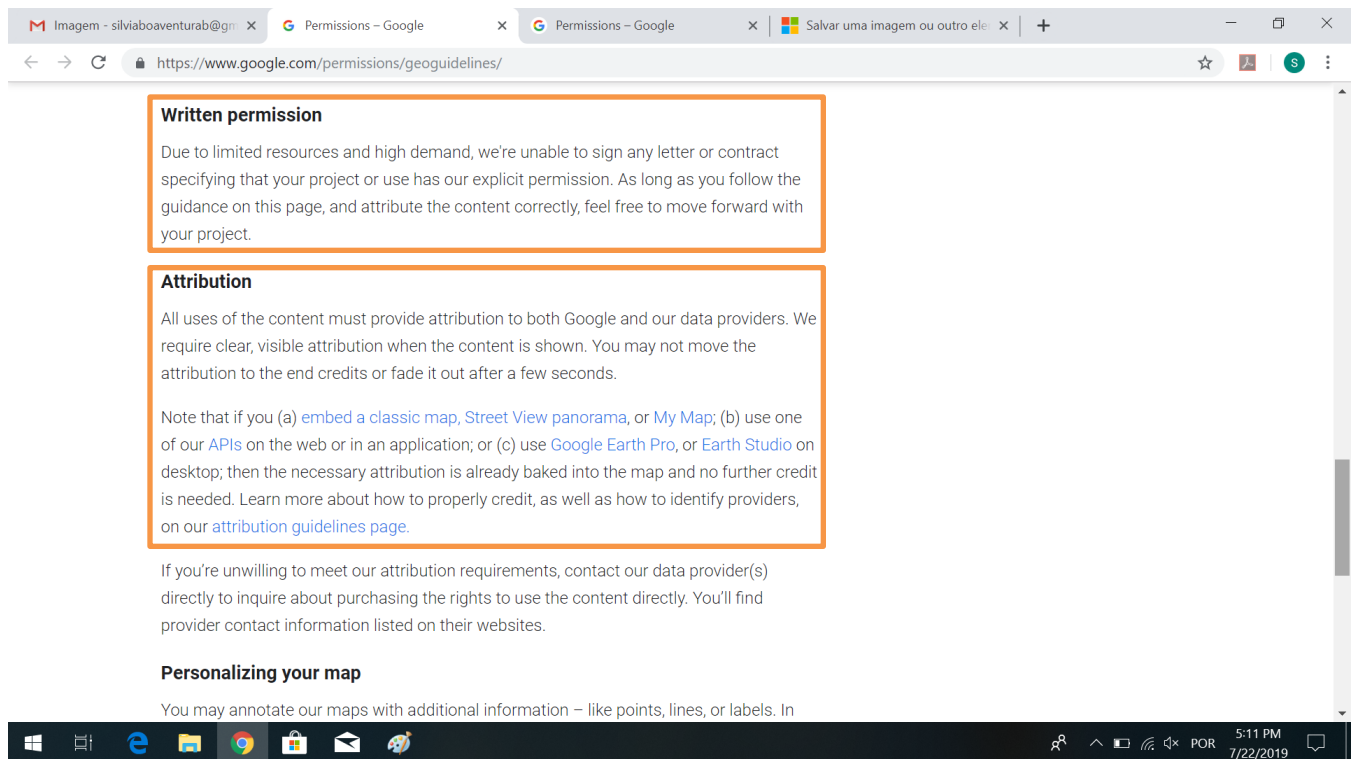 Imagem - silviaboaventurab@gm
Permissions – Google
Permissions – Google
Salvar uma imagem ou outro eler
https://www.google.com/permissions/geoguidelines/
S
Written permission
Due to limited resources and high demand, we're unable to sign any letter or contract
specifying that your project or use has our explicit permission. As long as you follow the
guidance on this page, and attribute the content correctly, feel free to move forward with
your project.
Attribution
All uses of the content must provide attribution to both Google and our data providers. We
require clear, visible attribution when the content is shown. You may not move the
attribution to the end credits or fade it out after a few seconds.
Note that if you (a) embed a classic map, Street View panorama, or My Map; (b) use one
of our APIs on the web or in an application; or (c) use Google Earth Pro, or Earth Studio on
desktop; then the necessary attribution is already baked into the map and no further credit
is needed. Learn more about how to properly credit, as well as how to identify providers,
on our attribution guidelines page.
If you’re unwilling to meet our attribution requirements, contact our data provider(s)
directly to inquire about purchasing the rights to use the content directly. You’ll find
provider contact information listed on their websites.
Personalizing your map
You may annotate our maps with additional information – like points, lines, or labels. In
POR
5:11 PM
7/22/2019